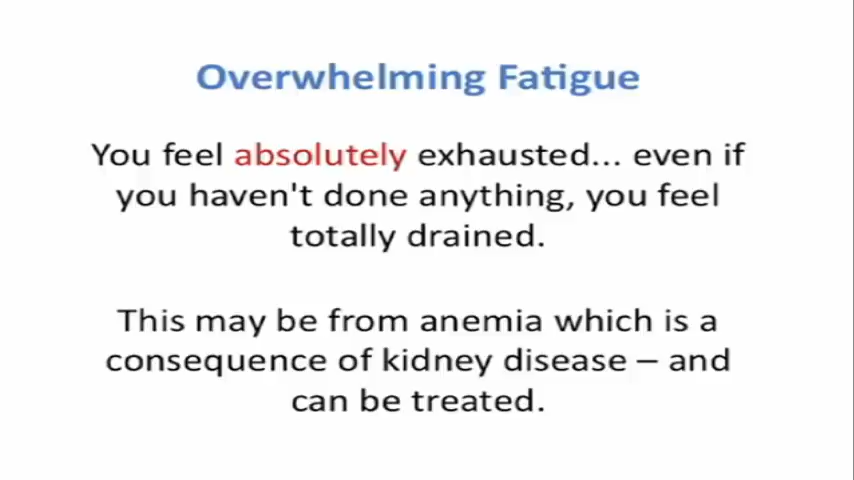 Overwhelming Fatigue
You feel absolutely exhausted... even if
you haven't done anything, you feel
totally drained.
This may be from anemia which is a
consequence of kidney disease – and
can be treated.